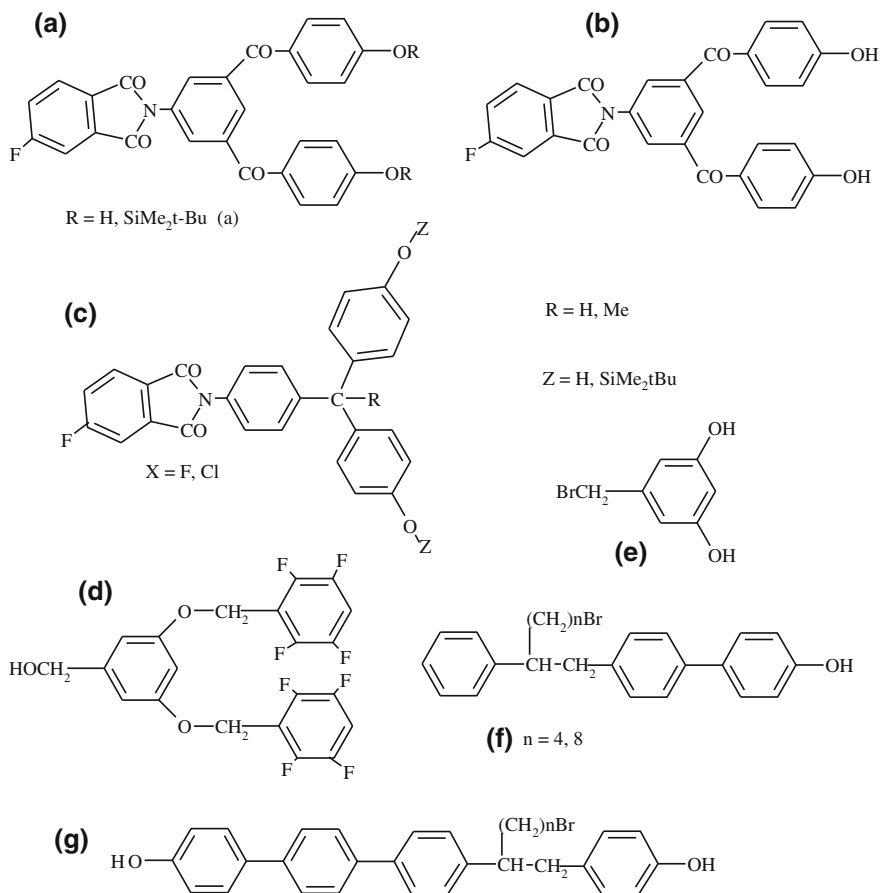 (a)
CO
OR
CO
N
CO
F
CO
OR
R = H, SiMe₂t-Bu (a)
(b)
CO
OH
CO
N
CO
F
CO
OH
(c)
Z
O
CO
N
CO
F
C
R
O
Z
X = F, Cl
R = H, Me
Z = H, SiMe₂tBu
OH
BrCH₂
OH
(e)
(d)
F
F
O
CH₂
F
F
HOCH₂
F
F
O
CH₂
F
F
(CH₂)nBr
CH
CH₂
OH
(f) n = 4, 8
(g)
(CH₂)nBr
HO
CH
CH₂
OH